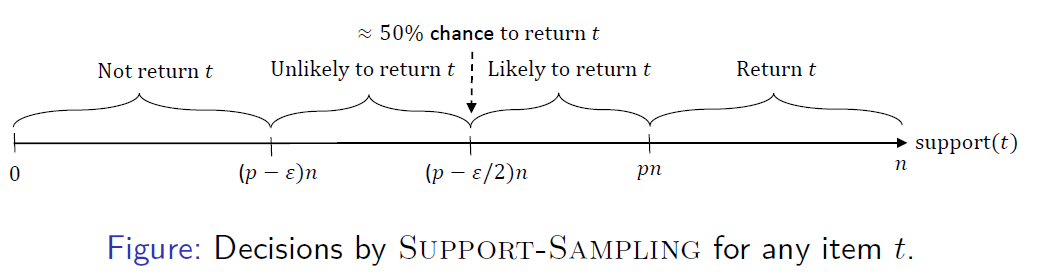 ≈ 50% chance to return t
Not return t
Unlikely to return t
Likely to return t
Return t
support(t)
0
(p − ε)n
(p − ε/2)n
pn
n
Figure: Decisions by SUPPORT-SAMPLING for any item t.